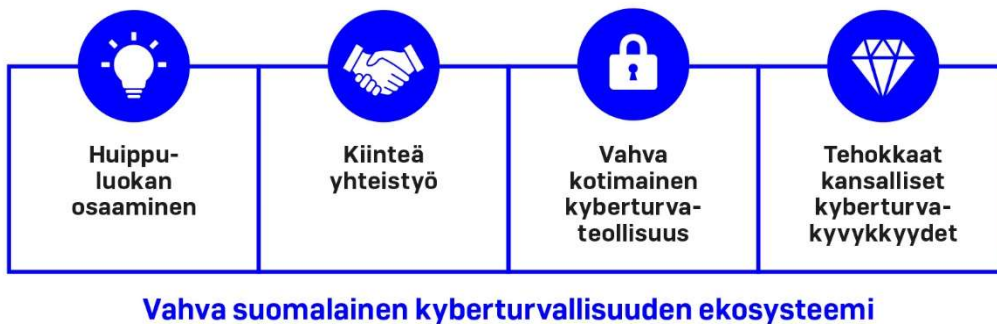 Huippu-
luokan
osaaminen
Kiinteä
yhteistyö
Vahva
kotimainen
kyberturva-
teollisuus
Tehokkaat
kansalliset
kyberturva-
kyvykkyydet
Vahva suomalainen kyberturvallisuuden ekosysteemi